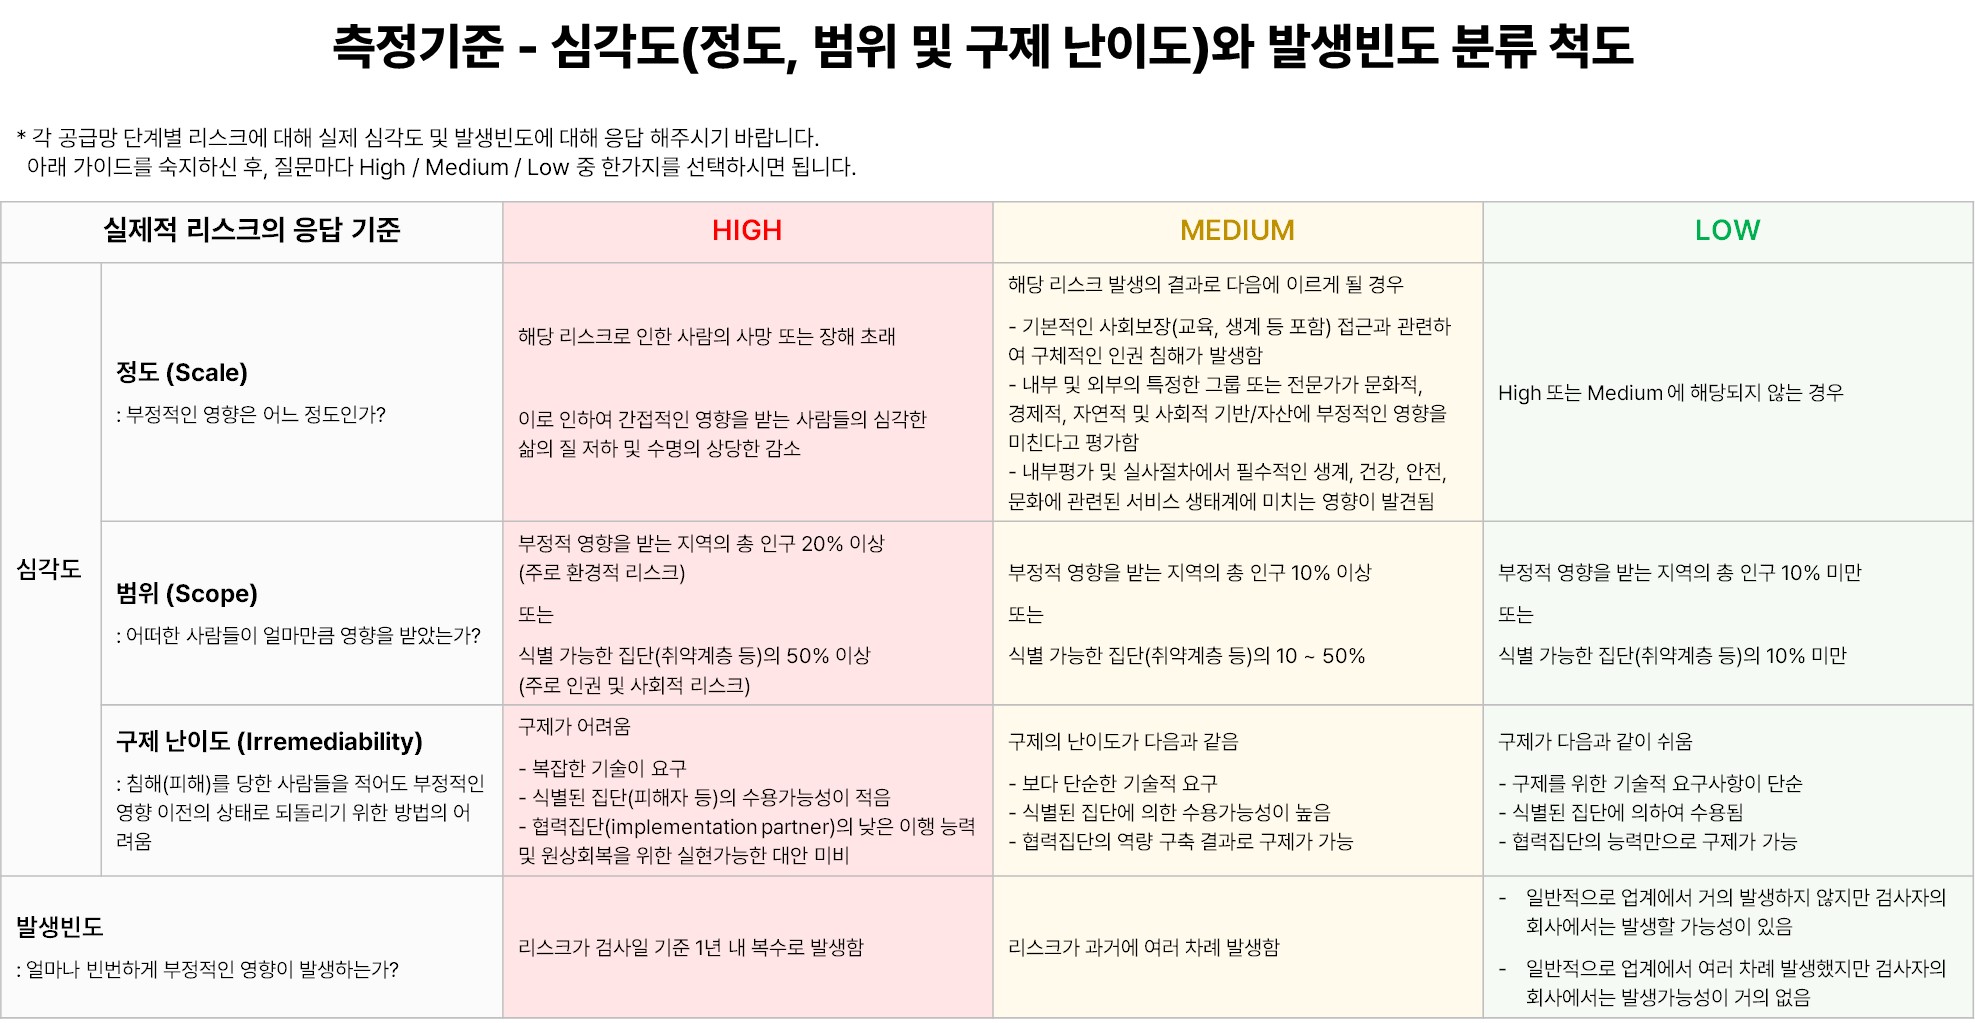 측정기준 - 심각도(정도, 범위 및 구제 난이도)와 발생빈도 분류 척도
* 각 공급망 단계별 리스크에 대해 실제 심각도 및 발생빈도에 대해 응답 해주시기 바랍니다.
아래 가이드를 숙지하신 후, 질문마다 High / Medium / Low 중 한가지를 선택하시면 됩니다.
실제적 리스크의 응답 기준
HIGH
MEDIUM
LOW
심각도
정도 (Scale)
: 부정적인 영향은 어느 정도인가?
해당 리스크로 인한 사람의 사망 또는 장해 초래
이로 인하여 간접적인 영향을 받는 사람들의 심각한
삶의 질 저하 및 수명의 상당한 감소
해당 리스크 발생의 결과로 다음에 이르게 될 경우
- 기본적인 사회보장(교육, 생계 등 포함) 접근과 관련하
여 구체적인 인권 침해가 발생함
- 내부 및 외부의 특정한 그룹 또는 전문가가 문화적,
경제적, 자연적 및 사회적 기반/자산에 부정적인 영향을
미친다고 평가함
- 내부평가 및 실사절차에서 필수적인 생계, 건강, 안전,
문화에 관련된 서비스 생태계에 미치는 영향이 발견됨
High 또는 Medium에 해당되지 않는 경우
범위 (Scope)
: 어떠한 사람들이 얼마만큼 영향을 받았는가?
부정적 영향을 받는 지역의 총 인구 20% 이상
(주로 환경적 리스크)
또는
식별 가능한 집단(취약계층 등)의 50% 이상
(주로 인권 및 사회적 리스크)
부정적 영향을 받는 지역의 총 인구 10% 이상
또는
식별 가능한 집단(취약계층 등)의 10 ~ 50%
부정적 영향을 받는 지역의 총 인구 10% 미만
또는
식별 가능한 집단(취약계층 등)의 10% 미만
구제 난이도 (Irremediability)
: 침해(피해)를 당한 사람들을 적어도 부정적인
영향 이전의 상태로 되돌리기 위한 방법의 어
려움
구제가 어려움
- 복잡한 기술이 요구
- 식별된 집단(피해자 등)의 수용가능성이 적음
- 협력집단(implementation partner)의 낮은 이행 능력
및 원상회복을 위한 실현가능한 대안 미비
구제의 난이도가 다음과 같음
- 보다 단순한 기술적 요구
- 식별된 집단에 의한 수용가능성이 높음
- 협력집단의 역량 구축 결과로 구제가 가능
구제가 다음과 같이 쉬움
- 구제를 위한 기술적 요구사항이 단순
- 식별된 집단에 의하여 수용됨
- 협력집단의 능력만으로 구제가 가능
발생빈도
: 얼마나 빈번하게 부정적인 영향이 발생하는가?
리스크가 검사일 기준 1년 내 복수로 발생함
리스크가 과거에 여러 차례 발생함
- 일반적으로 업계에서 거의 발생하지 않지만 검사자의
회사에서는 발생할 가능성이 있음
- 일반적으로 업계에서 여러 차례 발생했지만 검사자의
회사에서는 발생가능성이 거의 없음